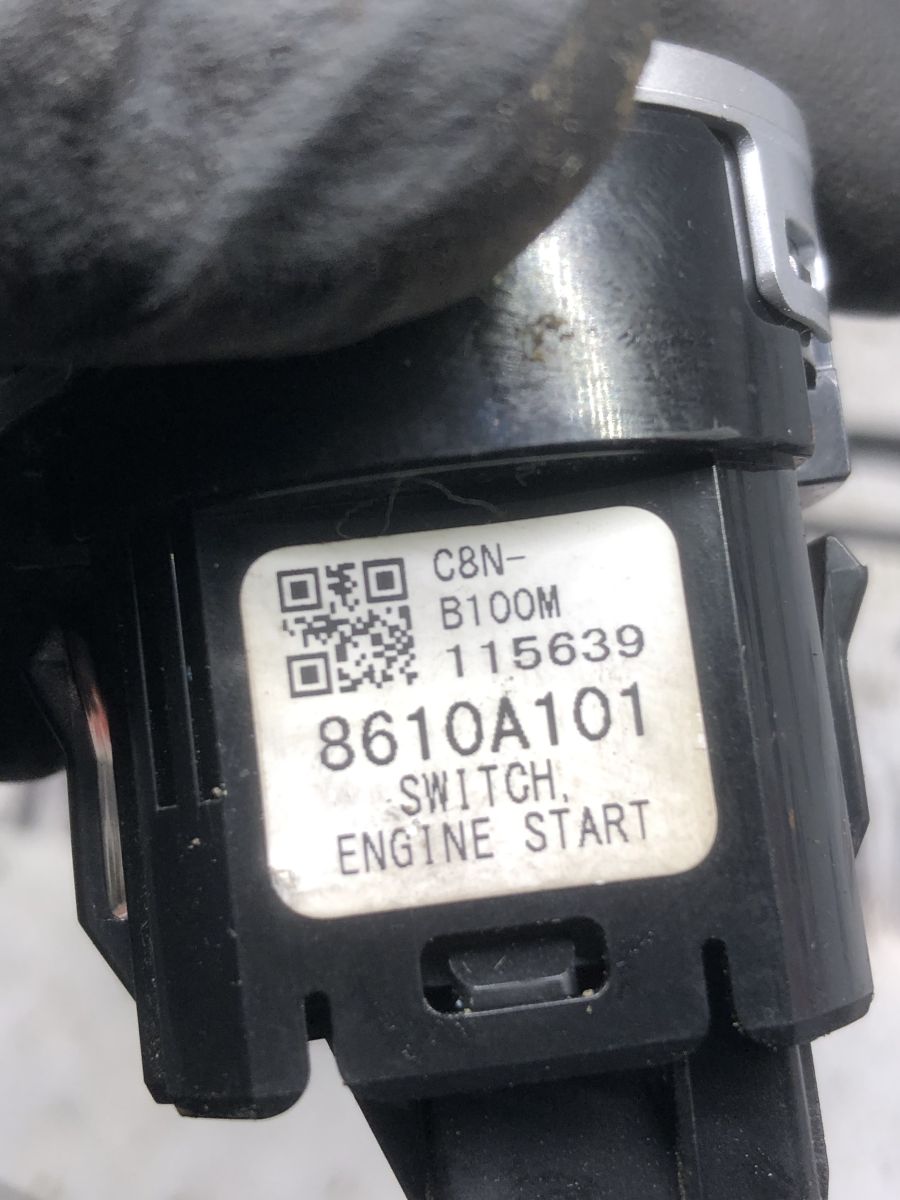 C8N-
B100M
115639
8610A101
SWITCH,
ENGINE START